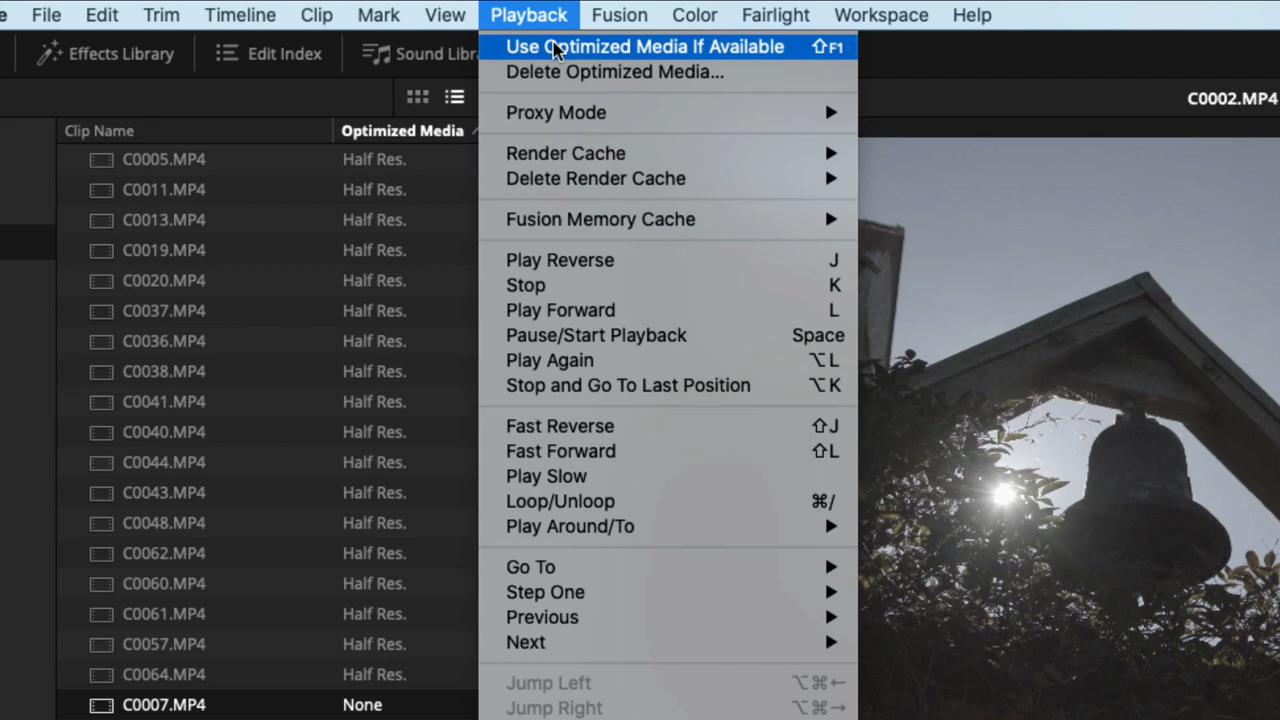 File Edit Trim Timeline Clip Mark View Playback Fusion Color Fairlight Workspace Help
Effects Library Edit Index Sound
C0002.MP4
Clip Name Optimized Media
C0005.MP4 Half Res.
C0011.MP4 Half Res.
C0013.MP4 Half Res.
C0019.MP4 Half Res.
C0020.MP4 Half Res.
C0037.MP4 Half Res.
C0036.MP4 Half Res.
C0038.MP4 Half Res.
C0041.MP4 Half Res.
C0040.MP4 Half Res.
C0044.MP4 Half Res.
C0043.MP4 Half Res.
C0048.MP4 Half Res.
C0062.MP4 Half Res.
C0060.MP4 Half Res.
C0061.MP4 Half Res.
C0057.MP4 Half Res.
C0064.MP4 Half Res.
C0007.MP4 None
Use Optimized Media If Available ⇧F1
Delete Optimized Media...
Proxy Mode
Render Cache
Delete Render Cache
Fusion Memory Cache
Play Reverse J
Stop K
Play Forward L
Pause/Start Playback Space
Play Again ⌥L
Stop and Go To Last Position ⌥K
Fast Reverse ⇧J
Fast Forward ⇧L
Play Slow
Loop/Unloop ⌘/
Play Around/To
Go To
Step One
Previous
Next
Jump Left ⌥⌘←
Jump Right ⌥⌘→